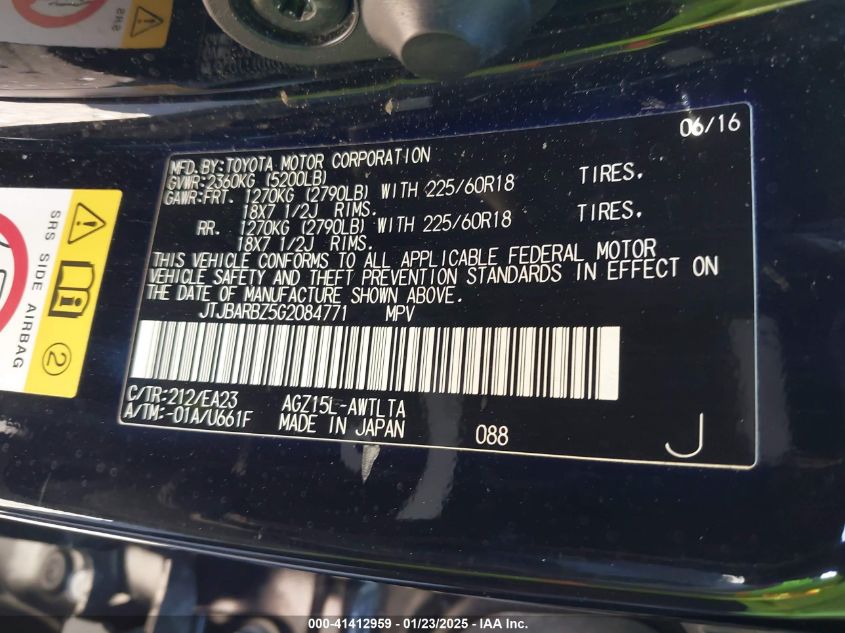 SRS
06/16
MFD.BY:TOYOTA MOTOR CORPORATION
GVWR:2360KG (5200LB)
GAWR:FRT. 1270KG (2790LB) WITH 225/60R18 TIRES.
18X7 1/2J RIMS.
RR. 1270KG (2790LB) WITH 225/60R18 TIRES.
18X7 1/2J RIMS.
THIS VEHICLE CONFORMS TO ALL APPLICABLE FEDERAL MOTOR
VEHICLE SAFETY AND THEFT PREVENTION STANDARDS IN EFFECT ON
THE DATE OF MANUFACTURE SHOWN ABOVE.
JTJBARBZ5G2084771 MPV
C/TR:212/EA23 AGZ15L-AWTLTA
A/TM:-01A/U661F MADE IN JAPAN 088 J
SRS SIDE AIRBAG
2
000-41412959 | 01/23/2025 | IAA Inc.